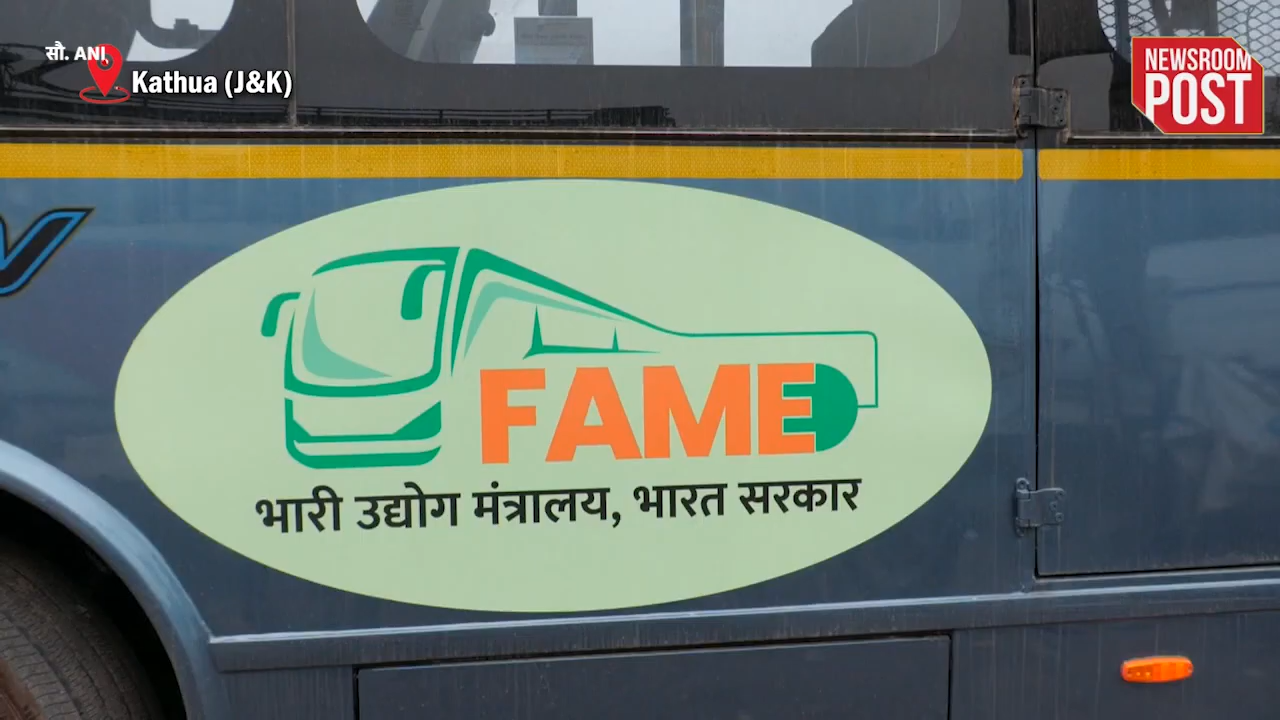 सौ. ANI,
Kathua (J&K)
NEWSROOM
POST
FAME
भारी उद्योग मंत्रालय, भारत सरकार